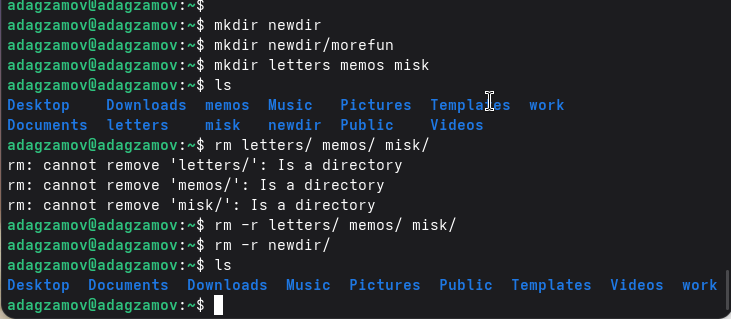 adagzamov@adagzamov:~$
adagzamov@adagzamov:~$ mkdir newdir
adagzamov@adagzamov:~$ mkdir newdir/morefun
adagzamov@adagzamov:~$ mkdir letters memos misk
adagzamov@adagzamov:~$ ls
Desktop Downloads memos Music Pictures Templates work
Documents letters misk newdir Public Videos
adagzamov@adagzamov:~$ rm letters/ memos/ misk/
rm: cannot remove 'letters/': Is a directory
rm: cannot remove 'memos/': Is a directory
rm: cannot remove 'misk/': Is a directory
adagzamov@adagzamov:~$ rm -r letters/ memos/ misk/
adagzamov@adagzamov:~$ rm -r newdir/
adagzamov@adagzamov:~$ ls
Desktop Documents Downloads Music Pictures Public Templates Videos work
adagzamov@adagzamov:~$